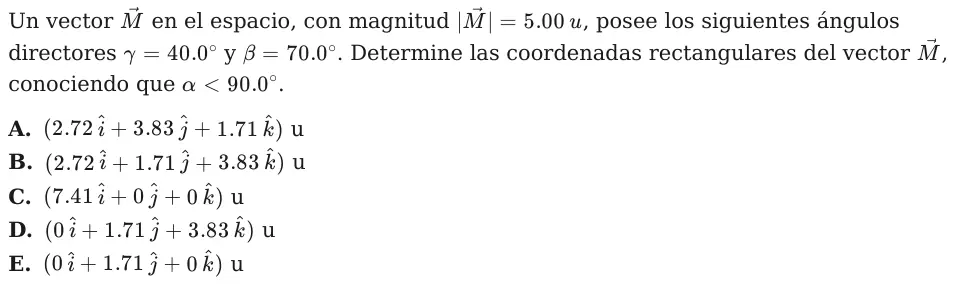 Un vector $\vec{M}$ en el espacio, con magnitud $|\vec{M}| = 5.00\,u$, posee los siguientes ángulos
directores $\gamma = 40.0^\circ$ y $\beta = 70.0^\circ$. Determine las coordenadas rectangulares del vector $\vec{M}$,
conociendo que $\alpha < 90.0^\circ$.
A. $(2.72\,\hat{i} + 3.83\,\hat{j} + 1.71\,\hat{k})$ u
B. $(2.72\,\hat{i} + 1.71\,\hat{j} + 3.83\,\hat{k})$ u
C. $(7.41\,\hat{i} + 0\,\hat{j} + 0\,\hat{k})$ u
D. $(0\,\hat{i} + 1.71\,\hat{j} + 3.83\,\hat{k})$ u
E. $(0\,\hat{i} + 1.71\,\hat{j} + 0\,\hat{k})$ u